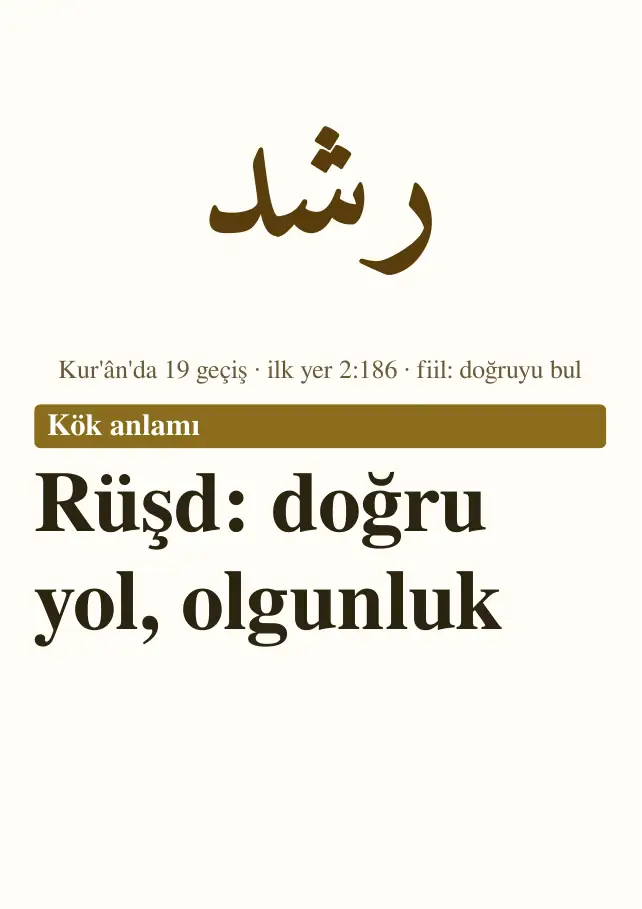 رشد
Kur'ân'da 19 geçiş · ilk yer 2:186 · fiil: doğruyu bul
Kök anlamı
Rüşd: doğru
yol, olgunluk